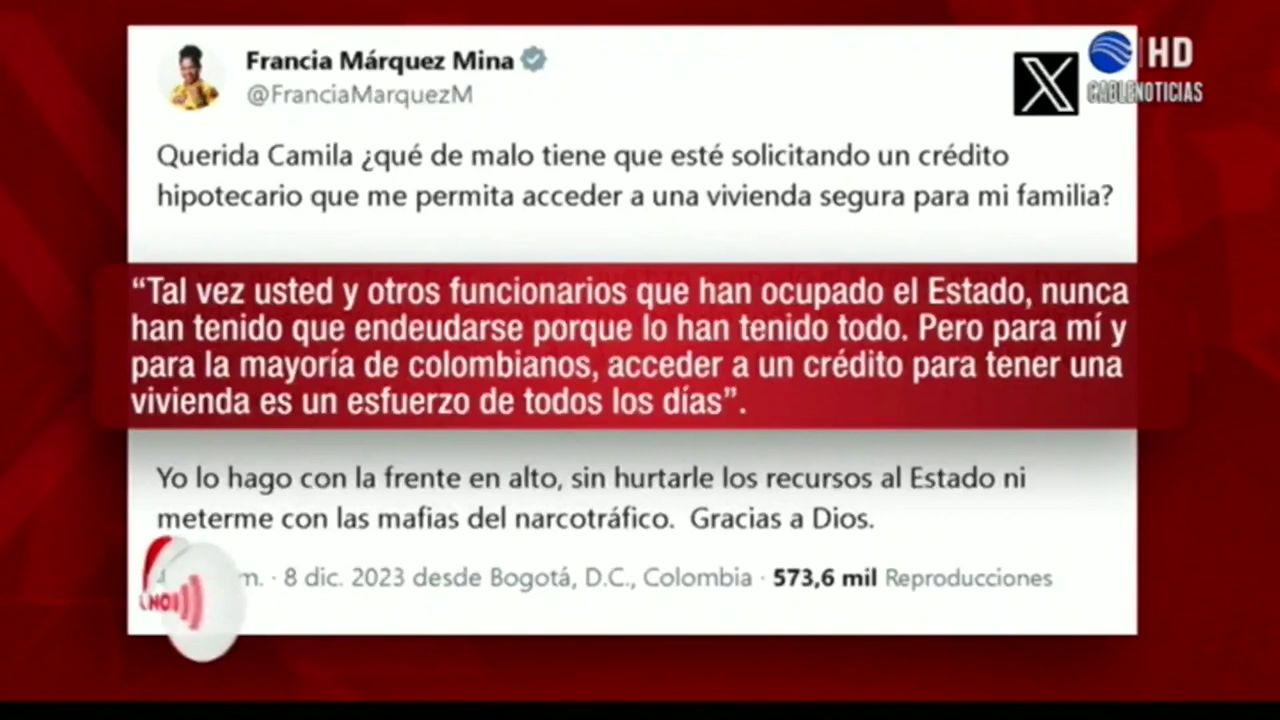 Francia Márquez Mina
@FranciaMarquezM
HD
CABLENOTICIAS
Querida Camila ¿qué de malo tiene que esté solicitando un crédito
hipotecario que me permita acceder a una vivienda segura para mi familia?
“Tal vez usted y otros funcionarios que han ocupado el Estado, nunca
han tenido que endeudarse porque lo han tenido todo. Pero para mí y
para la mayoría de colombianos, acceder a un crédito para tener una
vivienda es un esfuerzo de todos los días”.
Yo lo hago con la frente en alto, sin hurtarle los recursos al Estado ni
meterme con las mafias del narcotráfico. Gracias a Dios.
m. · 8 dic. 2023 desde Bogotá, D.C., Colombia · 573,6 mil Reproducciones